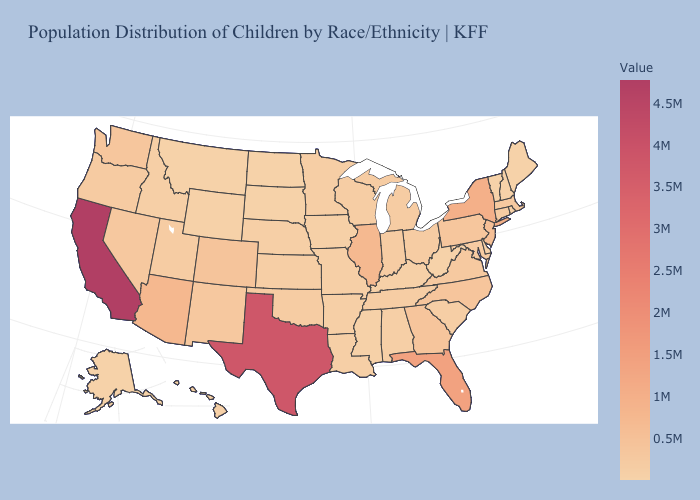 Population Distribution of Children by Race/Ethnicity | KFF
Value
4.5M
4M
3.5M
3M
2.5M
2M
1.5M
1M
0.5M